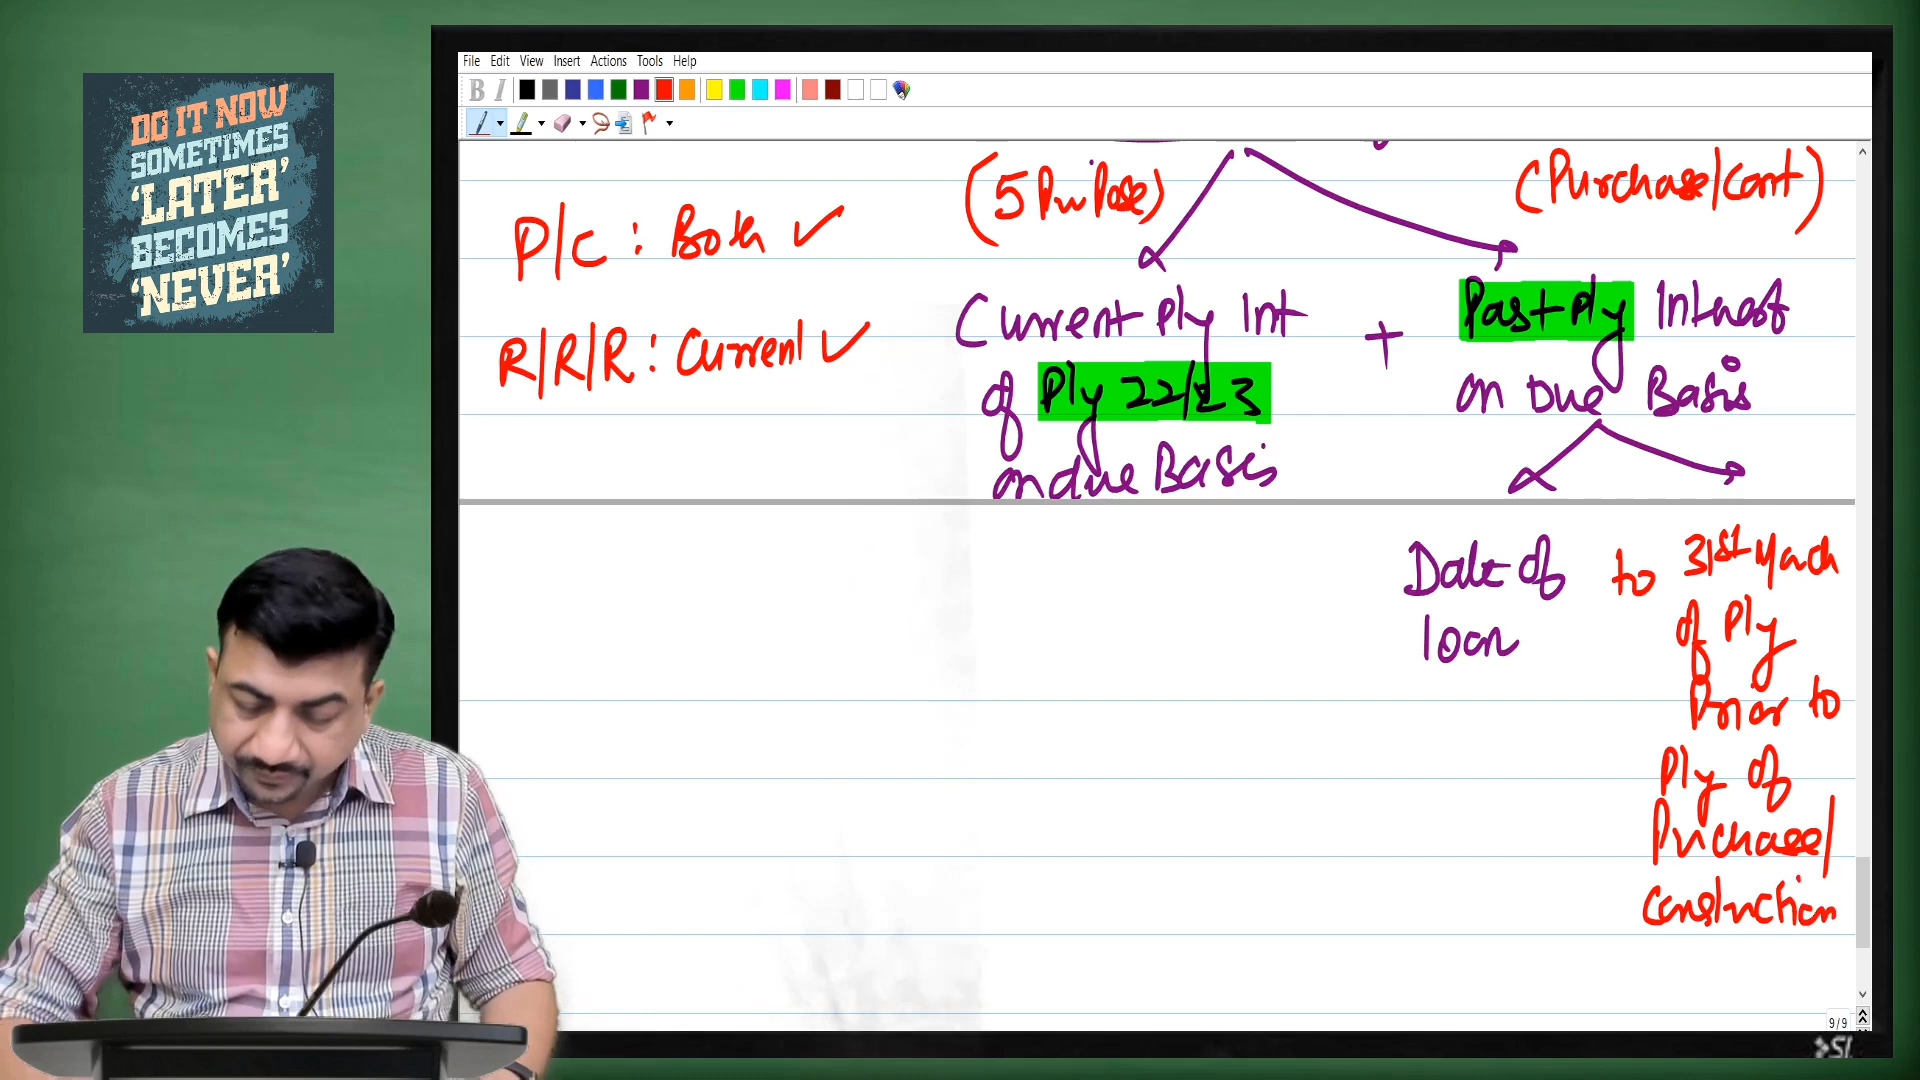 DO IT NOW
SOMETIMES
'LATER'
BECOMES
'NEVER'
File Edit View Insert Actions Tools Help
B I
(5 Purpose)
(Purchase/Const)
P/C : Both ✓
R/R/R : Current ✓
Current Ply Int
of Ply 22/23
on due Basis
+
Past Ply Interest
on Due Basis
Date of
loan
to 31st March
of Ply
Prior to
Ply of
Purchase/
Construction
9/9